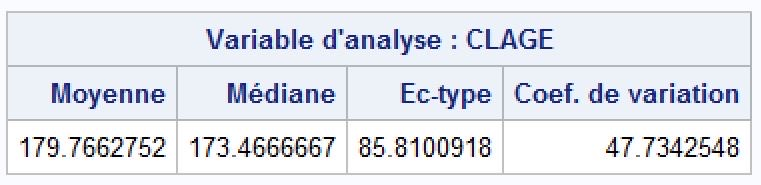 Variable d'analyse : CLAGE
Moyenne Médiane Ec-type Coef. de variation
179.7662752 173.4666667 85.8100918 47.7342548